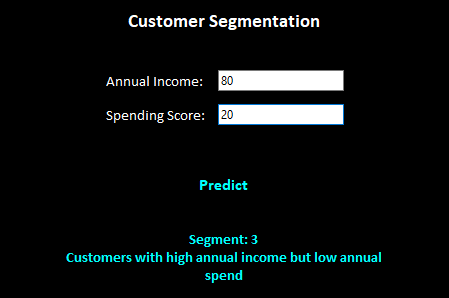 Customer Segmentation
Annual Income: 80
Spending Score: 20
Predict
Segment: 3
Customers with high annual income but low annual
spend